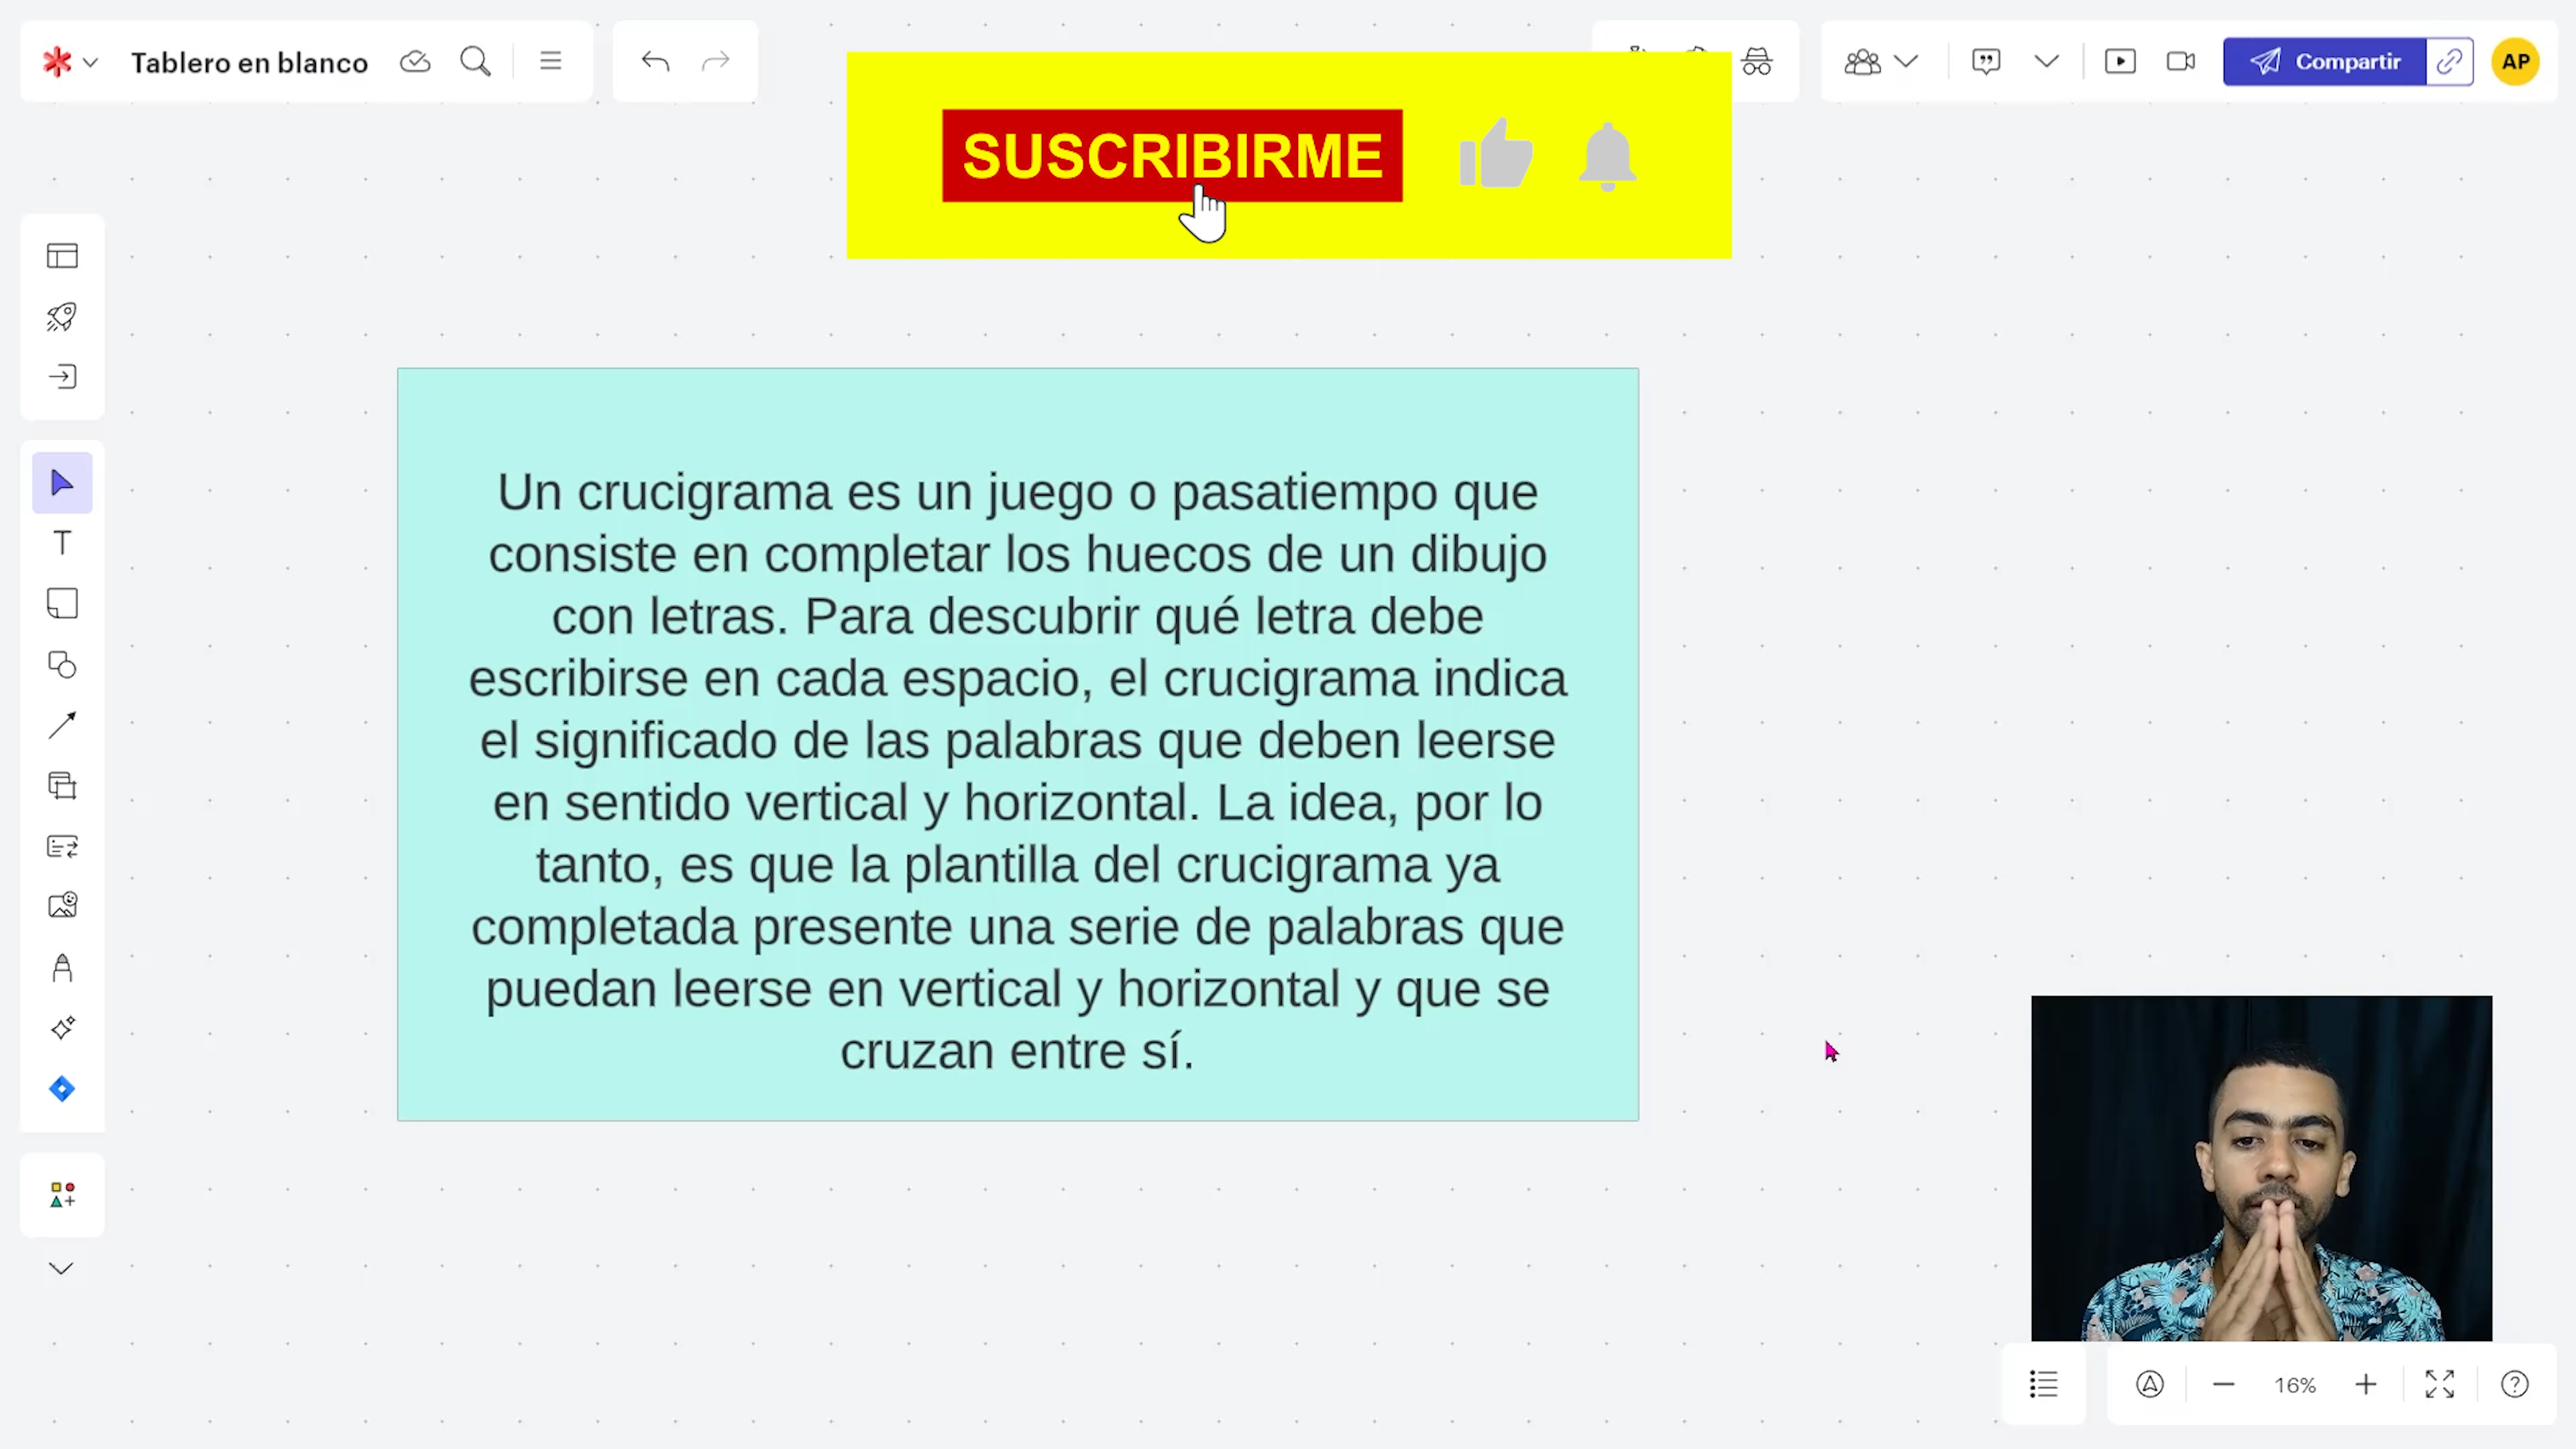 Tablero en blanco
Compartir
AP
SUSCRIBIRME
T
Un crucigrama es un juego o pasatiempo que
consiste en completar los huecos de un dibujo
con letras. Para descubrir qué letra debe
escribirse en cada espacio, el crucigrama indica
el significado de las palabras que deben leerse
en sentido vertical y horizontal. La idea, por lo
tanto, es que la plantilla del crucigrama ya
completada presente una serie de palabras que
puedan leerse en vertical y horizontal y que se
cruzan entre sí.
16%